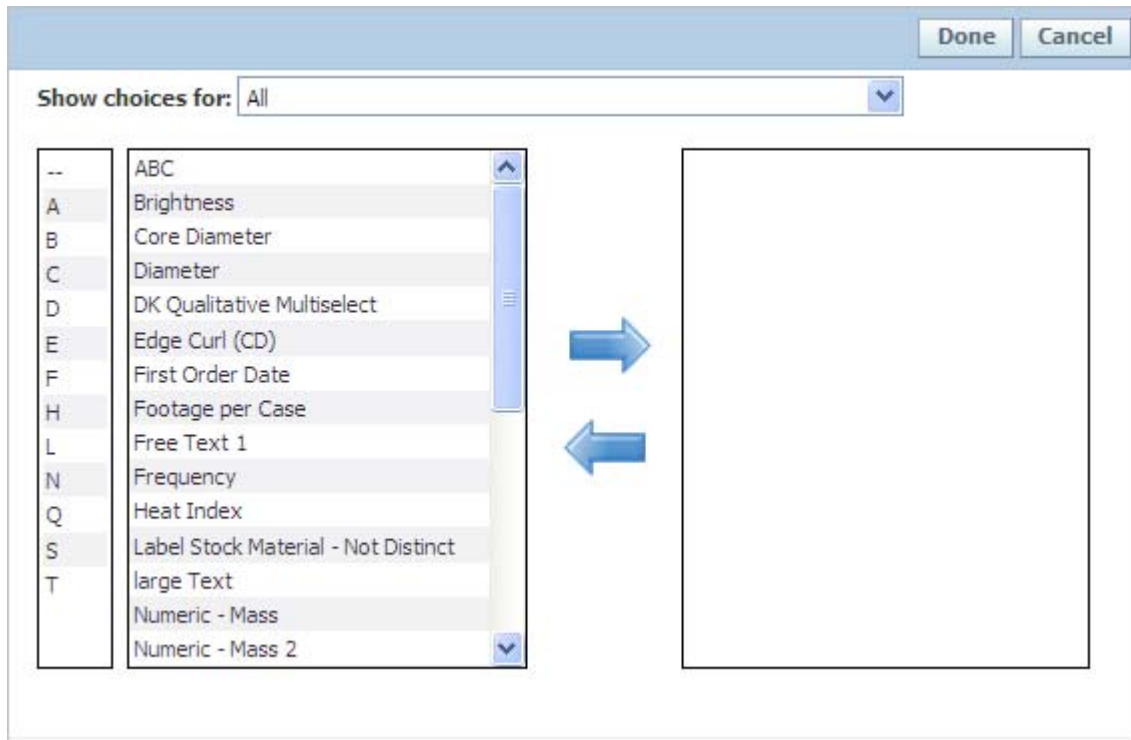 Done Cancel
Show choices for: All
--
A
B
C
D
E
F
H
L
N
Q
S
T
ABC
Brightness
Core Diameter
Diameter
DK Qualitative Multiselect
Edge Curl (CD)
First Order Date
Footage per Case
Free Text 1
Frequency
Heat Index
Label Stock Material - Not Distinct
large Text
Numeric - Mass
Numeric - Mass 2